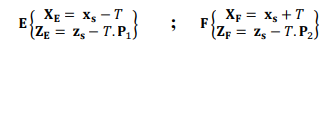 E { X_E = x_s − T ; F { X_F = x_s + T
Z_E = z_s − T.P_1 } Z_F = z_s − T.P_2 }